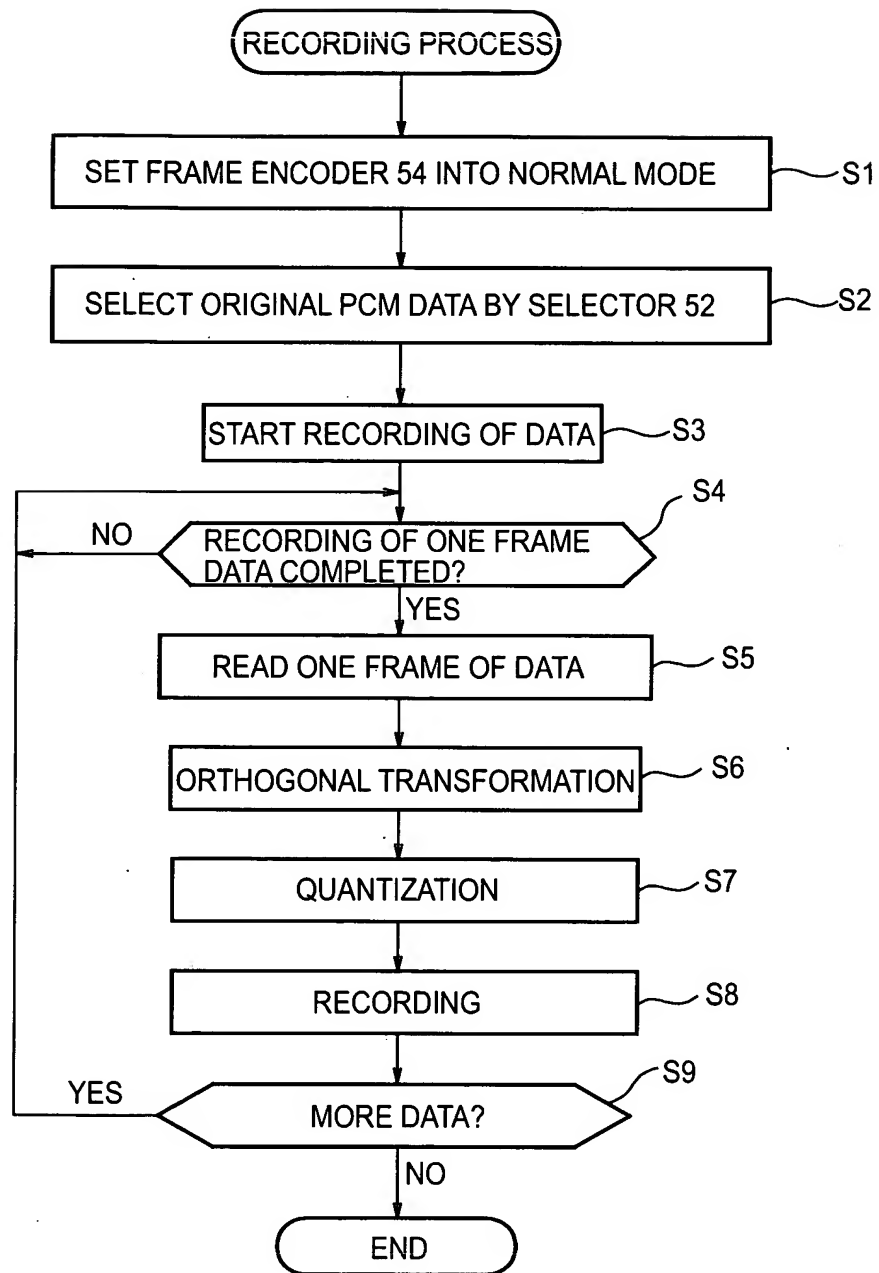 RECORDING PROCESS
SET FRAME ENCODER 54 INTO NORMAL MODE
S1
SELECT ORIGINAL PCM DATA BY SELECTOR 52
S2
START RECORDING OF DATA
S3
S4
NO
RECORDING OF ONE FRAME
DATA COMPLETED?
YES
READ ONE FRAME OF DATA
S5
ORTHOGONAL TRANSFORMATION
S6
QUANTIZATION
S7
RECORDING
S8
S9
YES
MORE DATA?
NO
END